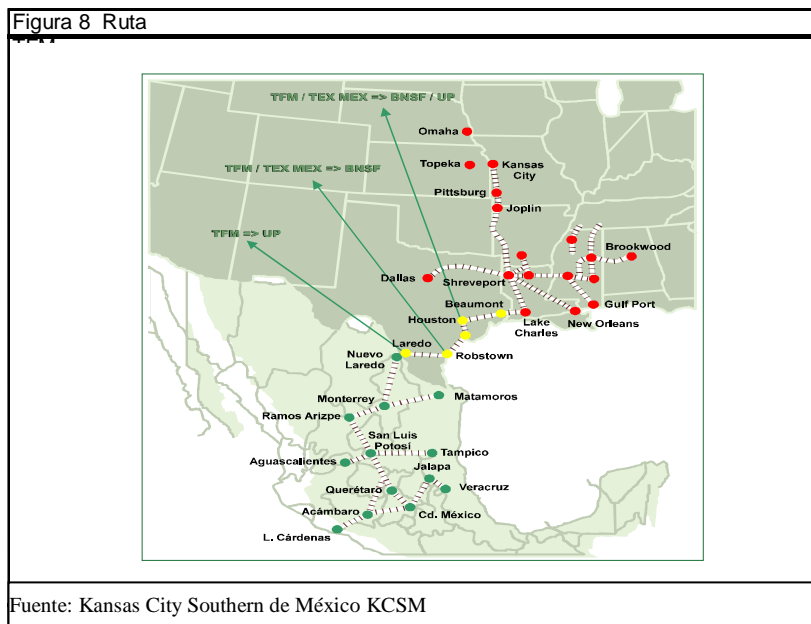 Figura 8 Ruta
TFM
TFM / TEX MEX => BNSF / UP
Omaha
TFM / TEX MEX => BNSF
Topeka
Kansas
City
Pittsburg
Joplin
TFM => UP
Brookwood
Dallas
Shreveport
Beaumont
Gulf Port
Houston
Lake
Charles
New Orleans
Laredo
Nuevo
Laredo
Robstown
Monterrey
Matamoros
Ramos Arizpe
San Luis
Potosí
Tampico
Aguascalientes
Jalapa
Querétaro
Veracruz
Acámbaro
Cd. México
L. Cárdenas
Fuente: Kansas City Southern de México KCSM